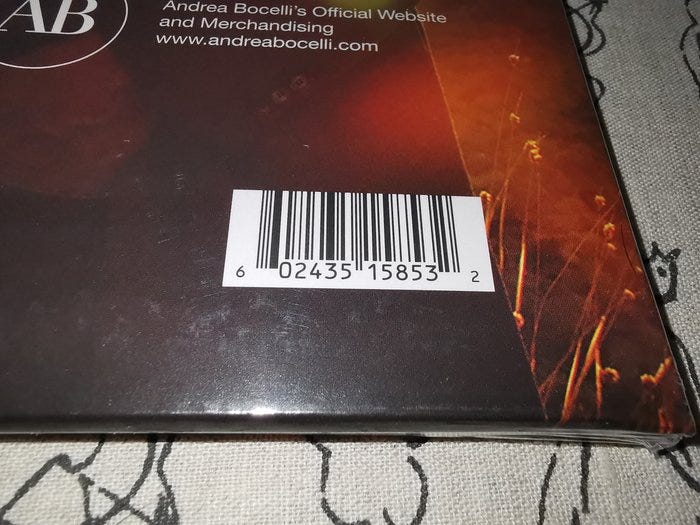 AB
Andrea Bocelli's Official Website
and Merchandising
www.andreabocelli.com
6 02435 15853 2